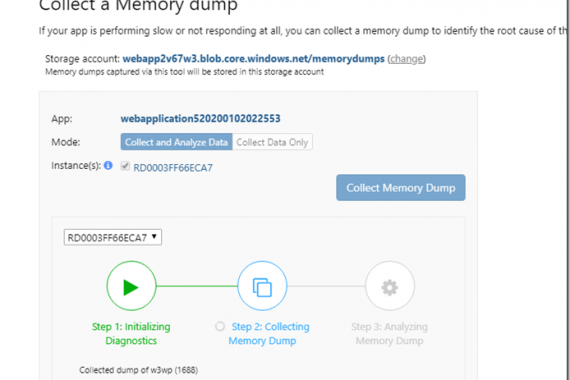 Collect a Memory dump
If your app is performing slow or not responding at all, you can collect a memory dump to identify the root cause of
Storage account: webapp2v67w3.blob.core.windows.net/memorydumps (change)
Memory dumps captured via this tool will be stored in this storage account
App: webapplication520200102022553
Mode: Collect and Analyze Data Collect Data Only
Instance(s): RD0003FF66ECA7
Collect Memory Dump
RD0003FF66ECA7
Step 1: Initializing Diagnostics
Step 2: Collecting Memory Dump
Step 3: Analyzing Memory Dump
Collected dump of w3wp (1688)